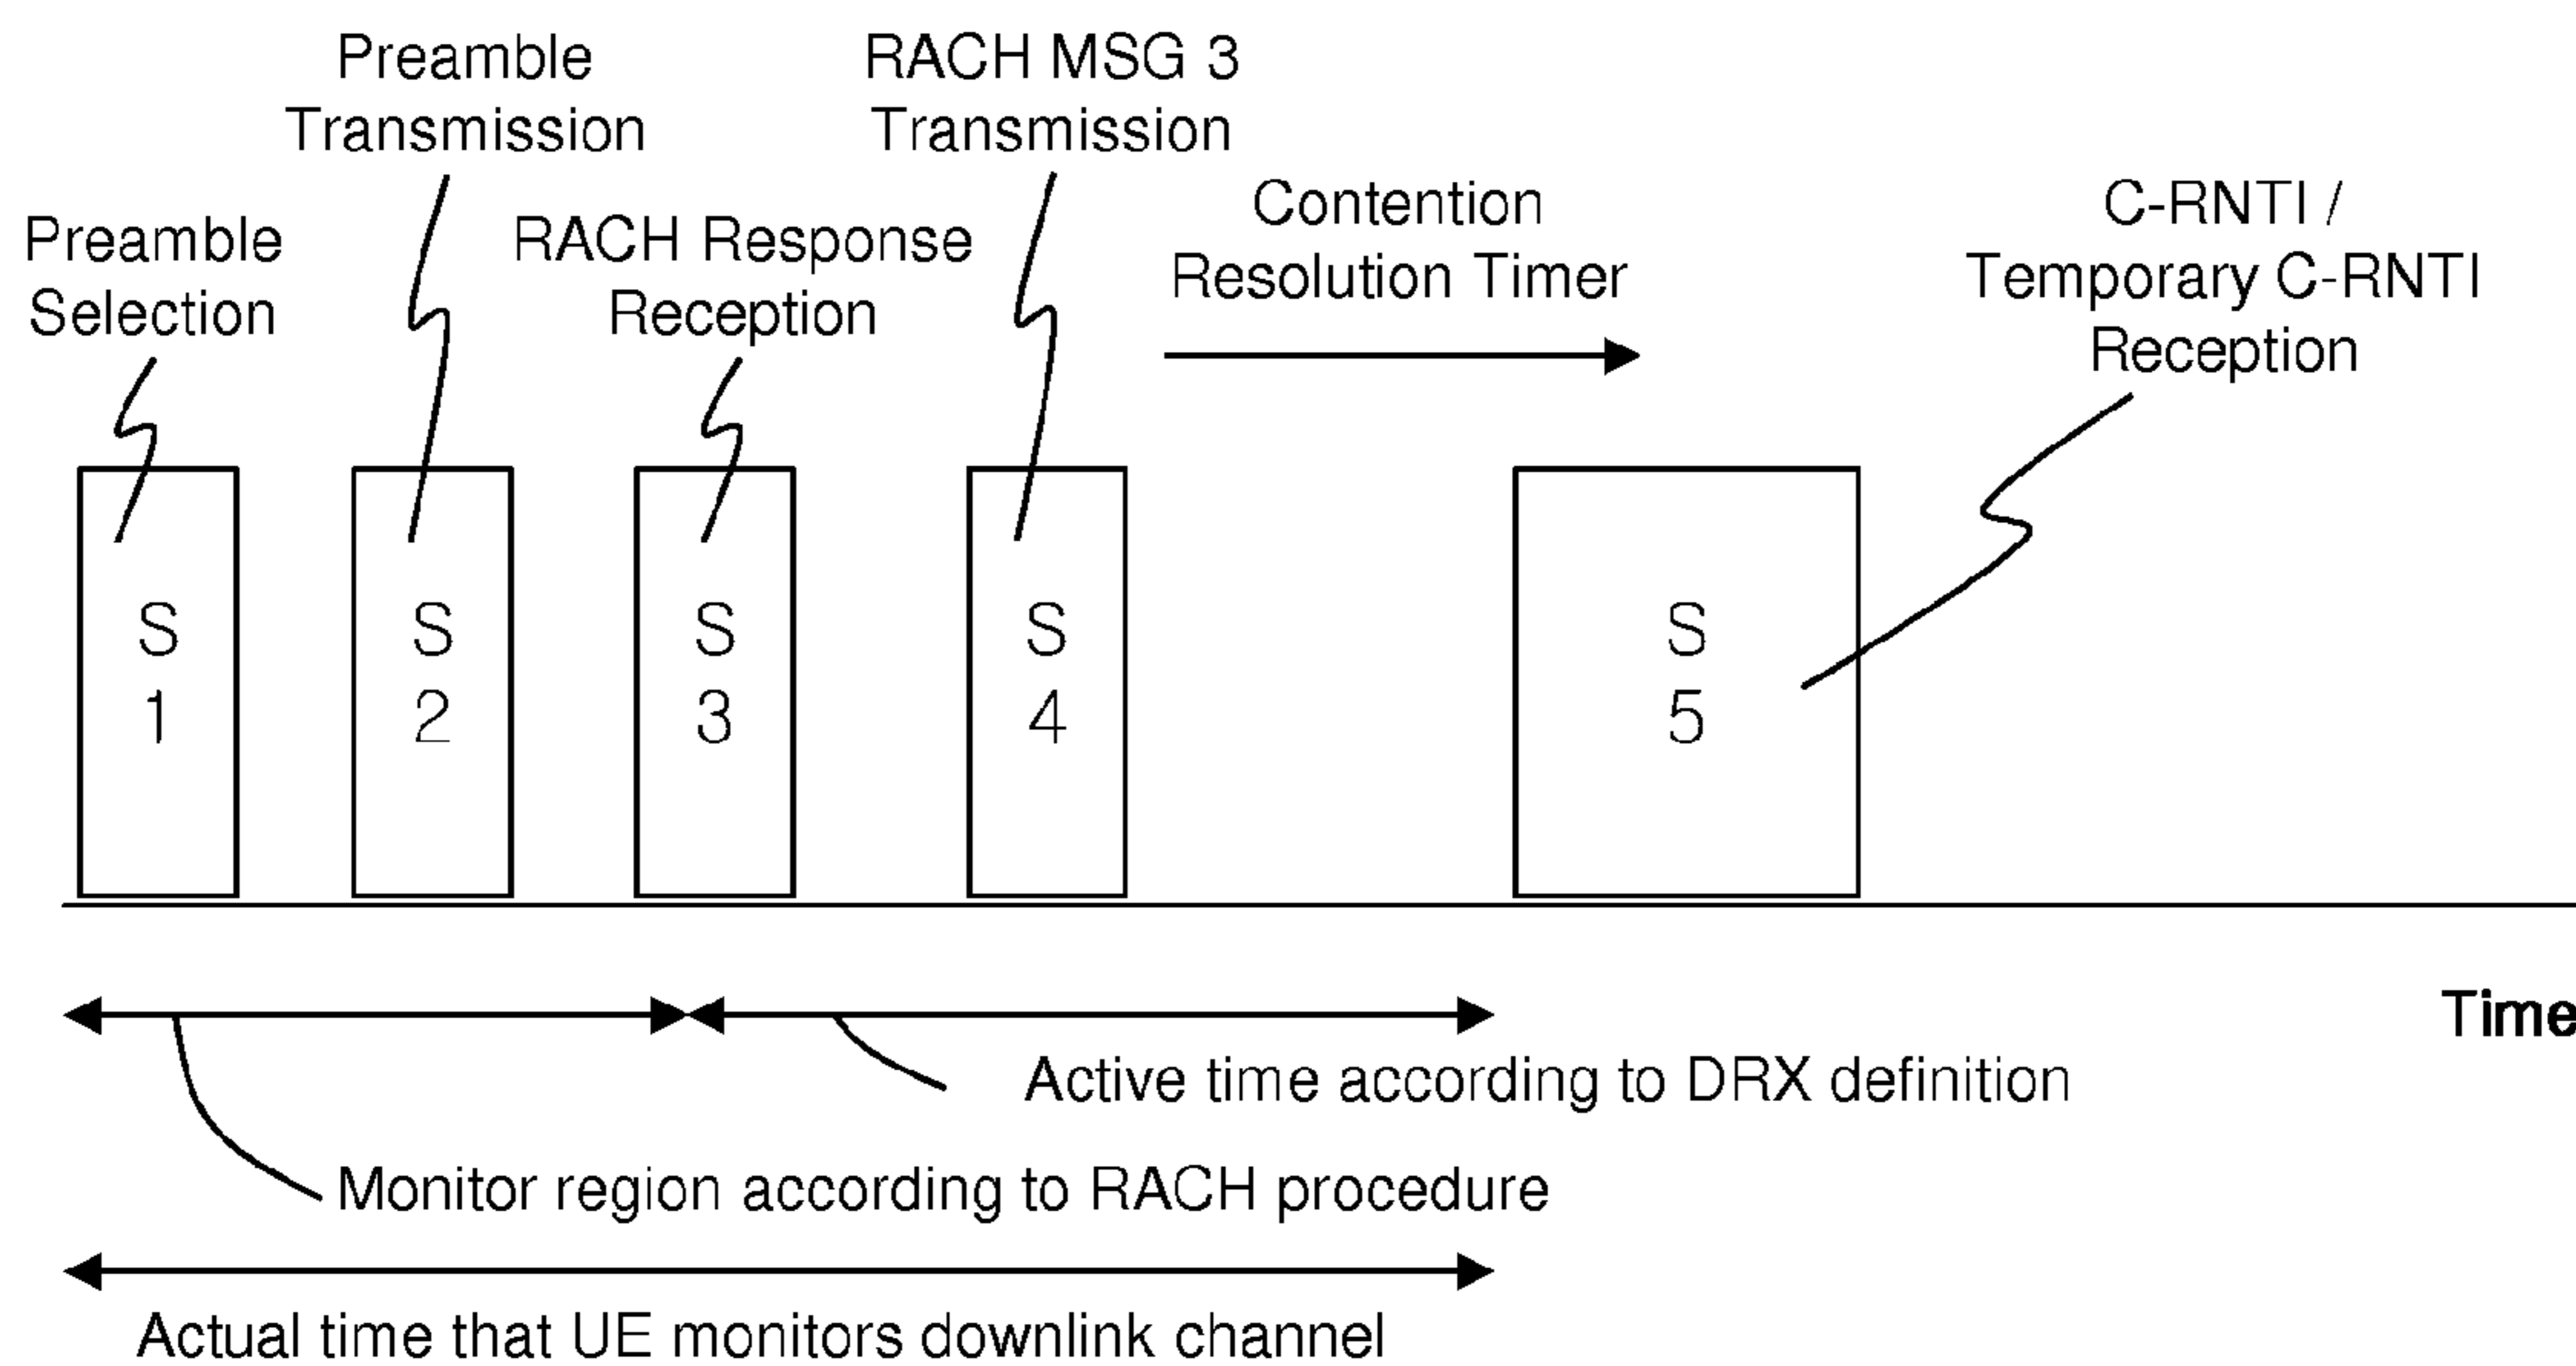 Preamble
Transmission
RACH MSG 3
Transmission
Preamble
Selection
RACH Response
Reception
Contention
Resolution Timer
C-RNTI /
Temporary C-RNTI
Reception
S
1
S
2
S
3
S
4
S
5
Time
Active time according to DRX definition
Monitor region according to RACH procedure
Actual time that UE monitors downlink channel